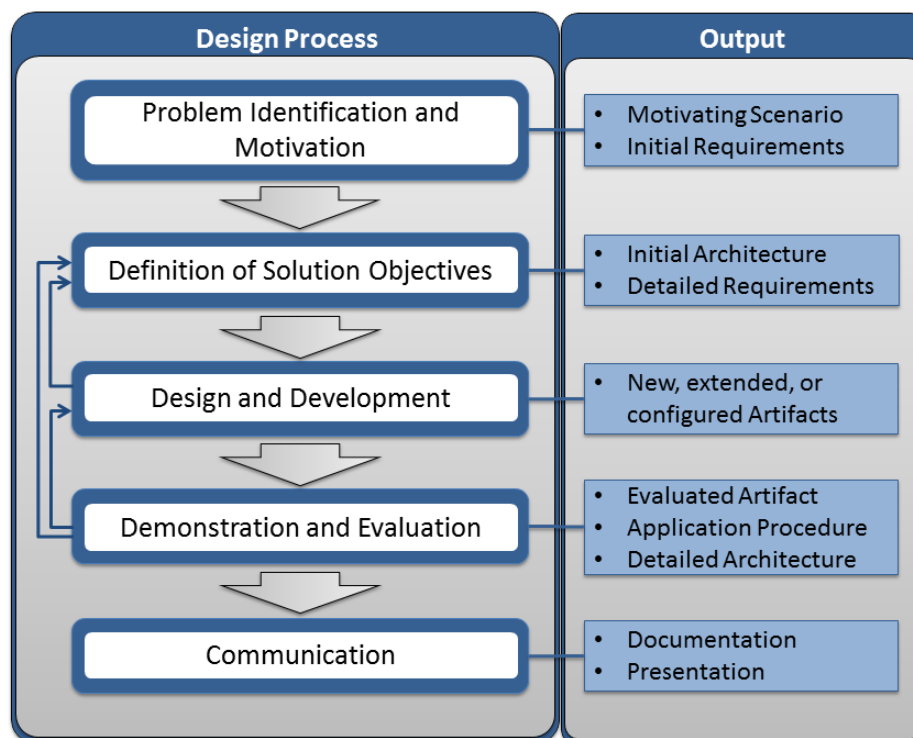 Design Process
Output
Problem Identification and
Motivation
• Motivating Scenario
• Initial Requirements
Definition of Solution Objectives
• Initial Architecture
• Detailed Requirements
Design and Development
• New, extended, or
configured Artifacts
Demonstration and Evaluation
• Evaluated Artifact
• Application Procedure
• Detailed Architecture
Communication
• Documentation
• Presentation